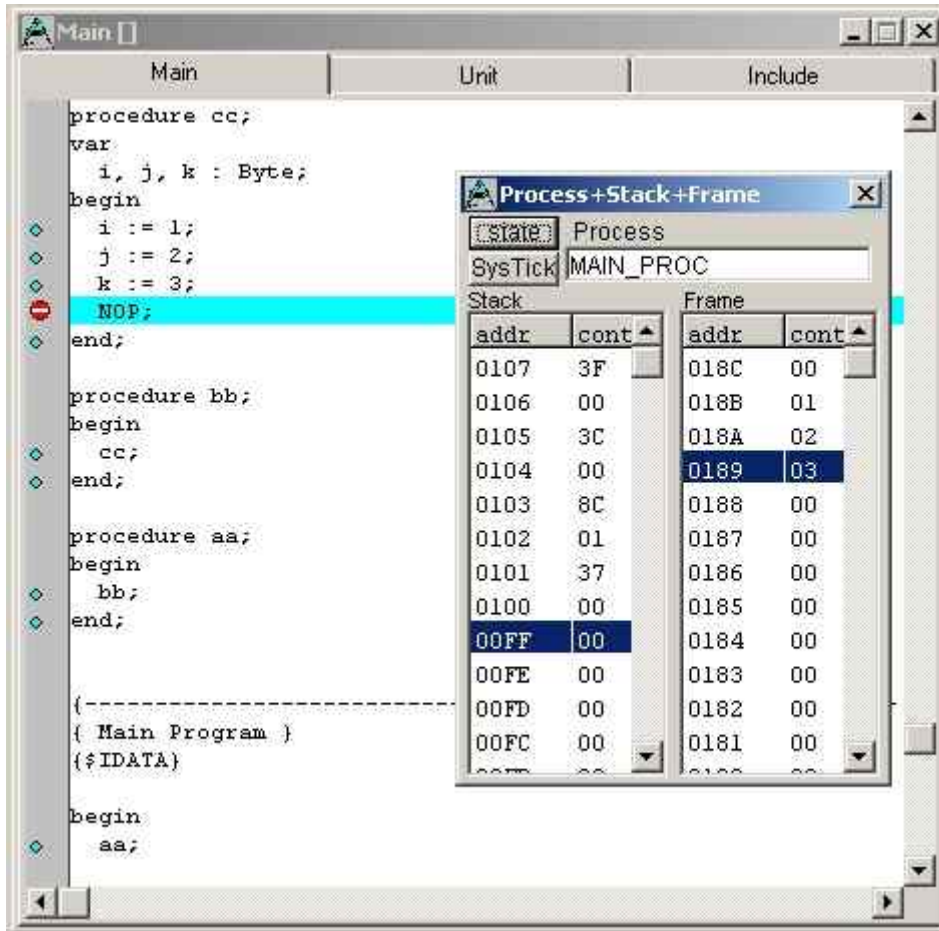 Main []
Main Unit Include
procedure cc;
var
i, j, k : Byte;
begin
i := 1;
j := 2;
k := 3;
NOP;
end;
procedure bb;
begin
cc;
end;
procedure aa;
begin
bb;
end;
{-----------------------------------
{ Main Program }
{$IDATA}
begin
aa;
Process+Stack+Frame
state Process
SysTick MAIN_PROC
Stack Frame
addr cont addr cont
0107 3F 018C 00
0106 00 018B 01
0105 3C 018A 02
0104 00 0189 03
0103 8C 0188 00
0102 01 0187 00
0101 37 0186 00
0100 00 0185 00
00FF 00 0184 00
00FE 00 0183 00
00FD 00 0182 00
00FC 00 0181 00